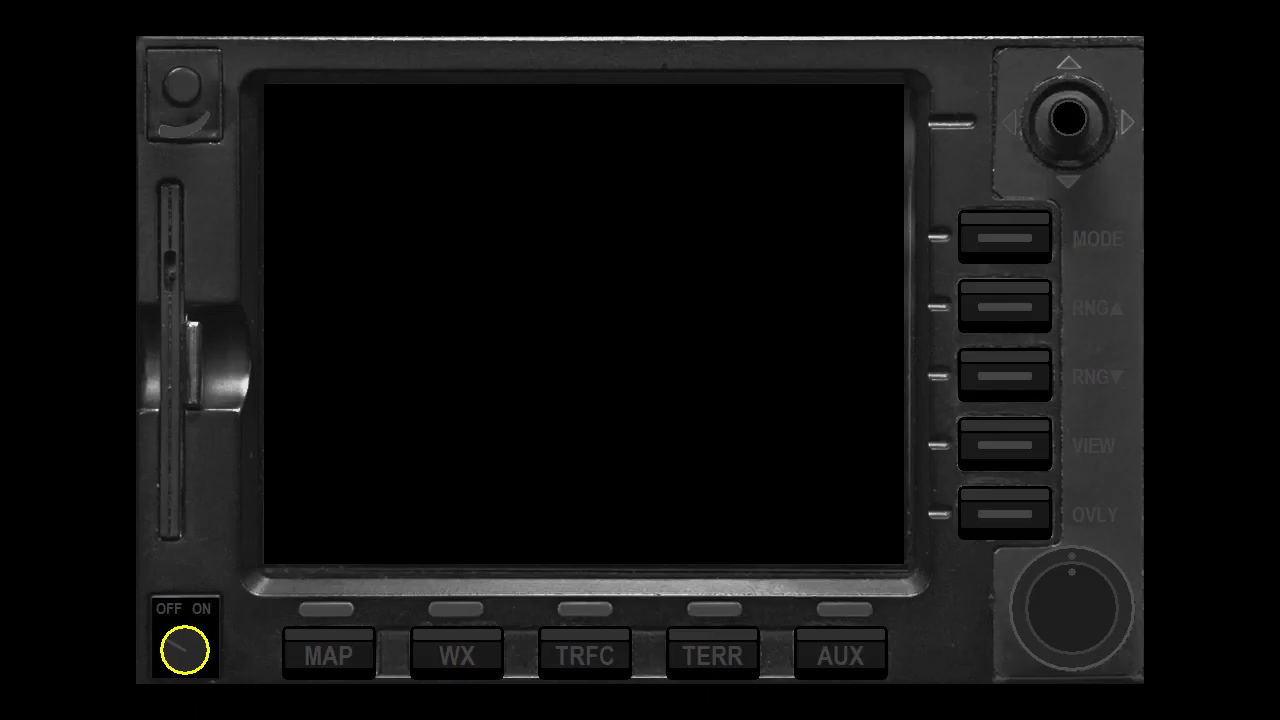 MODE
RNG▲
RNG▼
VIEW
OVLY
OFF ON
MAP WX TRFC TERR AUX